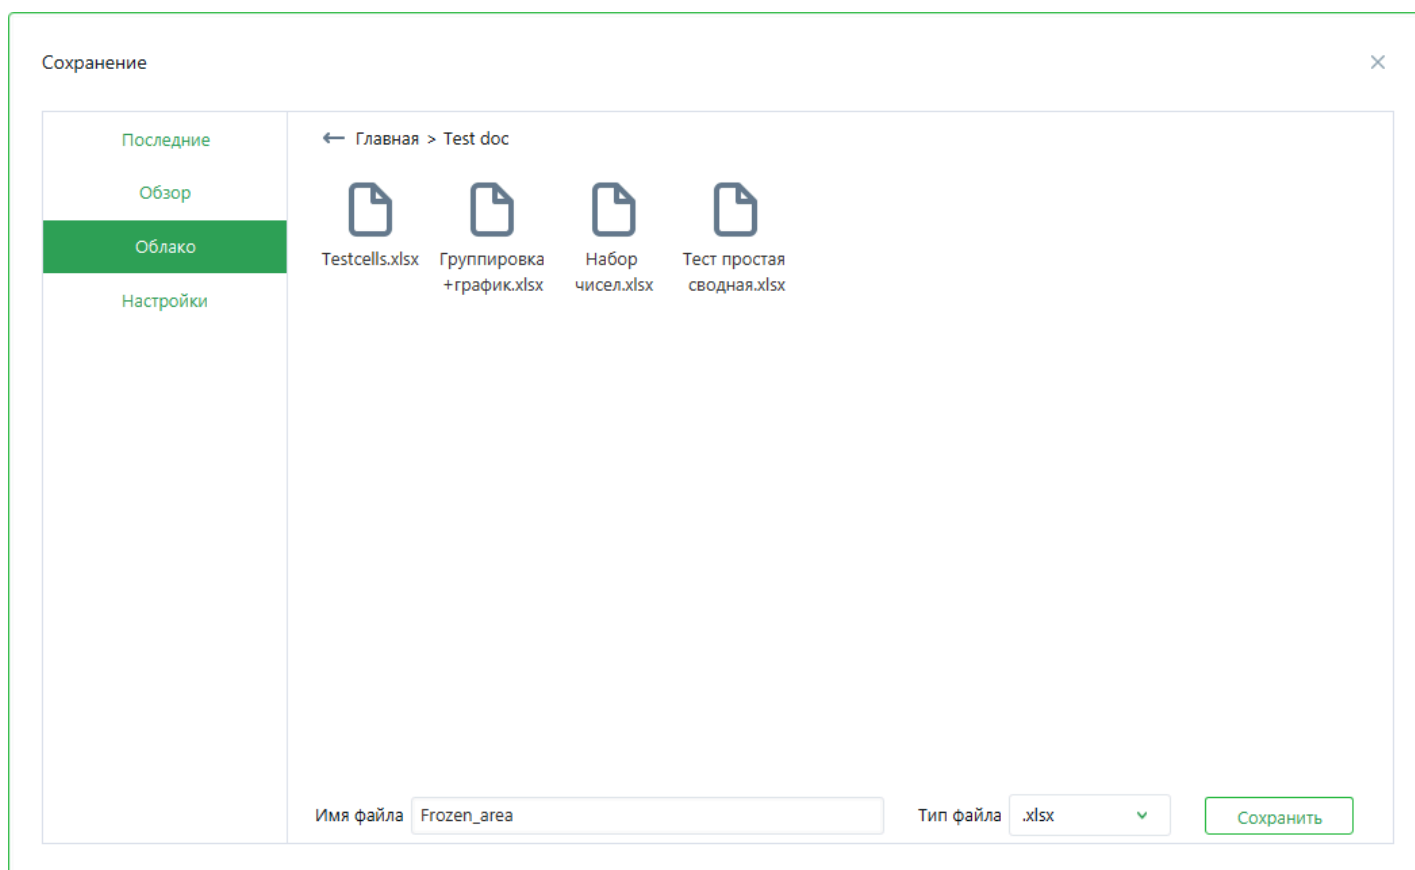 Сохранение
Последние
Обзор
Облако
Настройки
Главная > Test doc
Testcells.xlsx
Группировка
+график.xlsx
Набор
чисел.xlsx
Тест простая
сводная.xlsx
Имя файла Frozen_area
Тип файла .xlsx
Сохранить